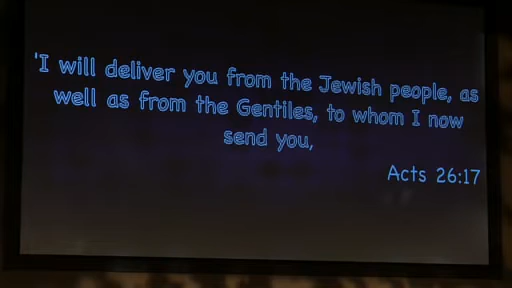 'I will deliver you from the Jewish people, as
well as from the Gentiles, to whom I now
send you,
Acts 26:17